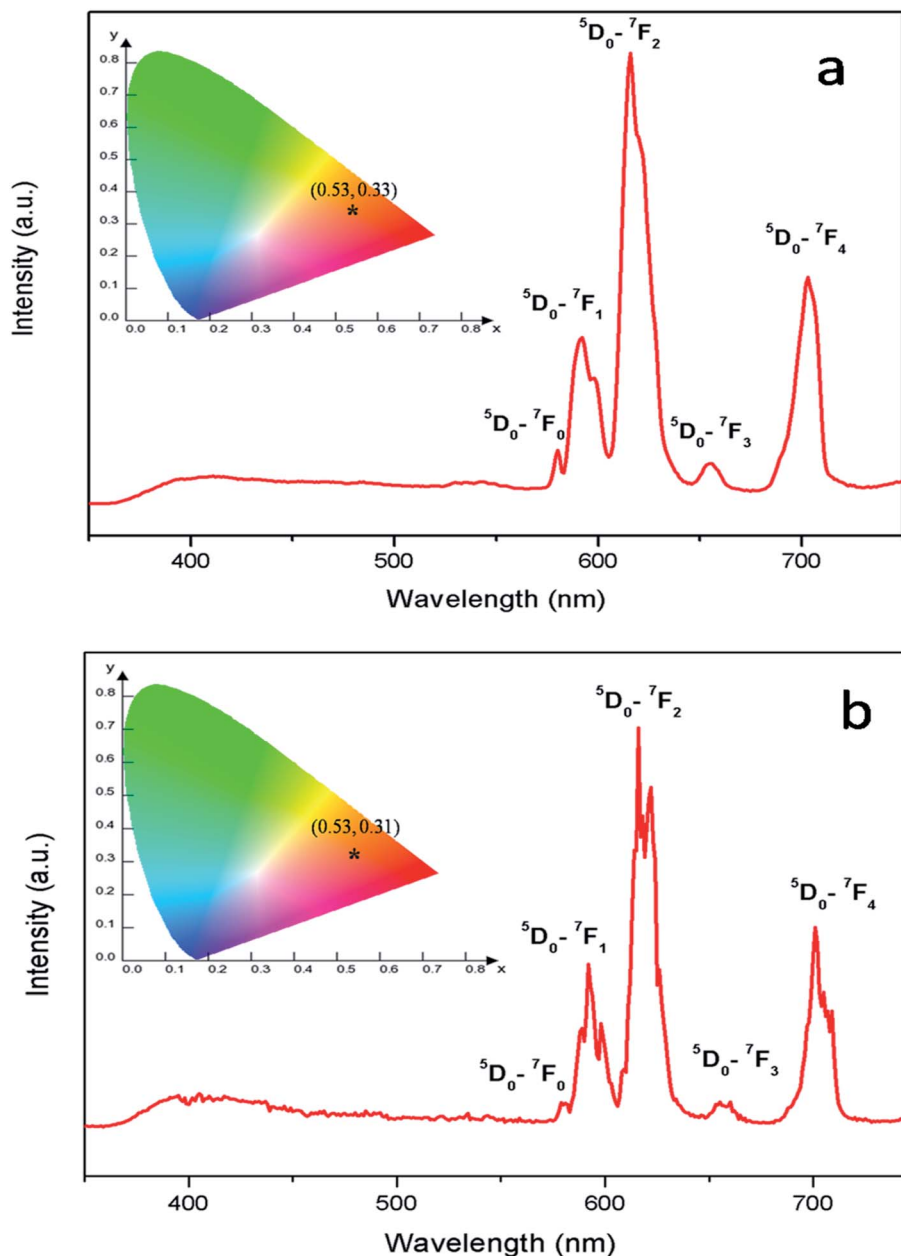 ⁵D₀- ⁷F₂
a
y
0.8
0.7
0.6
0.5
0.4
0.3
0.2
0.1
0.0
(0.53, 0.33)
*
0.0 0.1 0.2 0.3 0.4 0.5 0.6 0.7 0.8 x
⁵D₀- ⁷F₄
⁵D₀- ⁷F₁
⁵D₀- ⁷F₀
⁵D₀- ⁷F₃
Intensity (a.u.)
400 500 600 700
Wavelength (nm)
⁵D₀- ⁷F₂
b
y
0.8
0.7
0.6
0.5
0.4
0.3
0.2
0.1
0.0
(0.53, 0.31)
*
0.0 0.1 0.2 0.3 0.4 0.5 0.6 0.7 0.8 x
⁵D₀- ⁷F₄
⁵D₀- ⁷F₁
⁵D₀- ⁷F₀
⁵D₀- ⁷F₃
Intensity (a.u.)
400 500 600 700
Wavelength (nm)